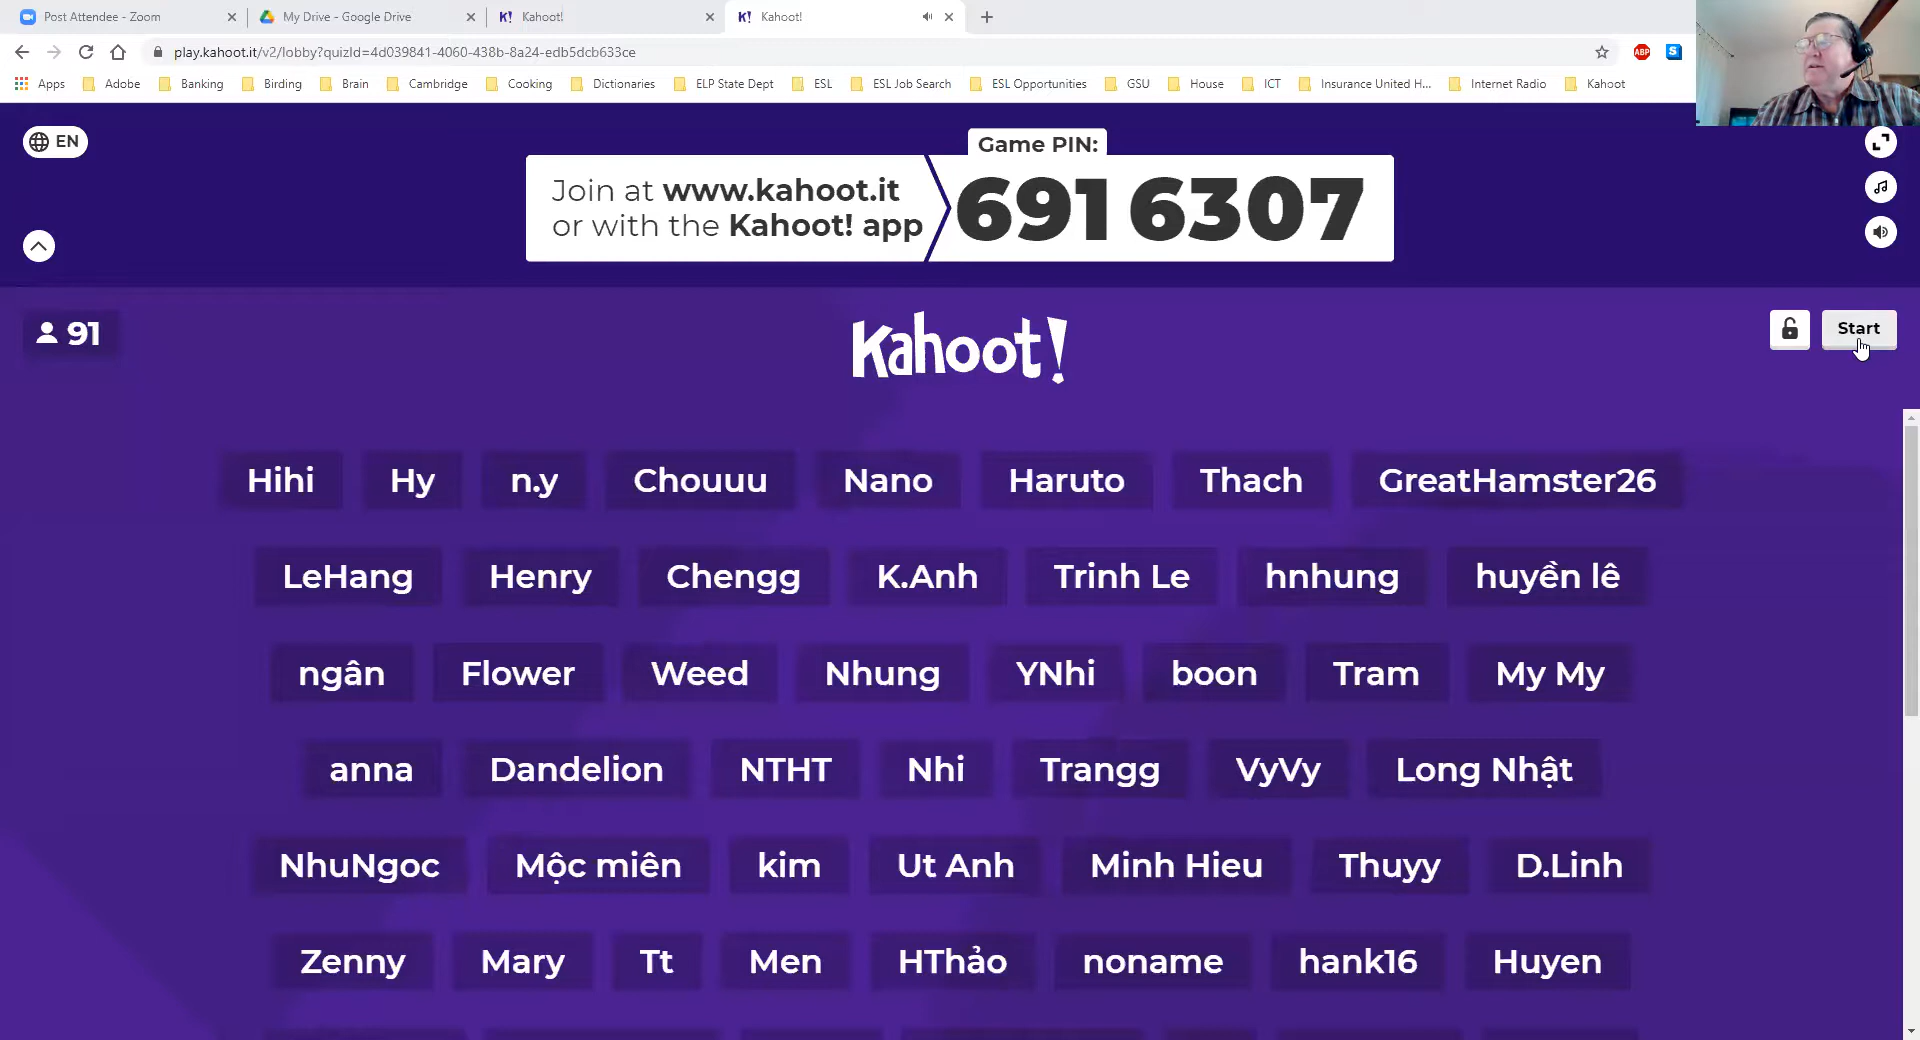 Post Attendee - Zoom
My Drive - Google Drive
Kahoot!
Kahoot!
play.kahoot.it/v2/lobby?quizId=4d039841-4060-438b-8a24-edb5dcb633ce
ABP
S
Apps Adobe Banking Birding Brain Cambridge Cooking Dictionaries ELP State Dept ESL ESL Job Search ESL Opportunities GSU House ICT Insurance United H... Internet Radio Kahoot
EN
Game PIN:
Join at www.kahoot.it
or with the Kahoot! app
691 6307
91
Kahoot!
Start
Hihi Hy n.y Chouuu Nano Haruto Thach GreatHamster26
LeHang Henry Chengg K.Anh Trinh Le hnhung huyền lê
ngân Flower Weed Nhung YNhi boon Tram My My
anna Dandelion NTHT Nhi Trangg VyVy Long Nhật
NhuNgoc Mộc miên kim Ut Anh Minh Hieu Thuyy D.Linh
Zenny Mary Tt Men HThảo noname hank16 Huyen